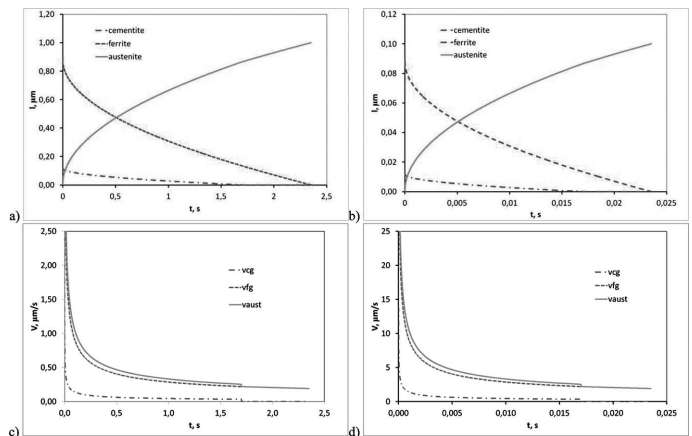 1,20
1,00
0,80
0,60
0,40
0,20
0,00
l, µm
cementite
ferrite
austenite
0
0,5
1
1,5
2
2,5
t, s
a)
0,12
0,10
0,08
0,06
0,04
0,02
0,00
l, µm
cementite
ferrite
austenite
0
0,005
0,01
0,015
0,02
0,025
t, s
b)
2,50
2,00
1,50
1,00
0,50
0,00
V, µm/s
vcg
vfg
vaust
0,0
0,5
1,0
1,5
2,0
2,5
t, s
c)
25
20
15
10
5
0
V, µm/s
vcg
vfg
vaust
0,000
0,005
0,010
0,015
0,020
0,025
t, s
d)